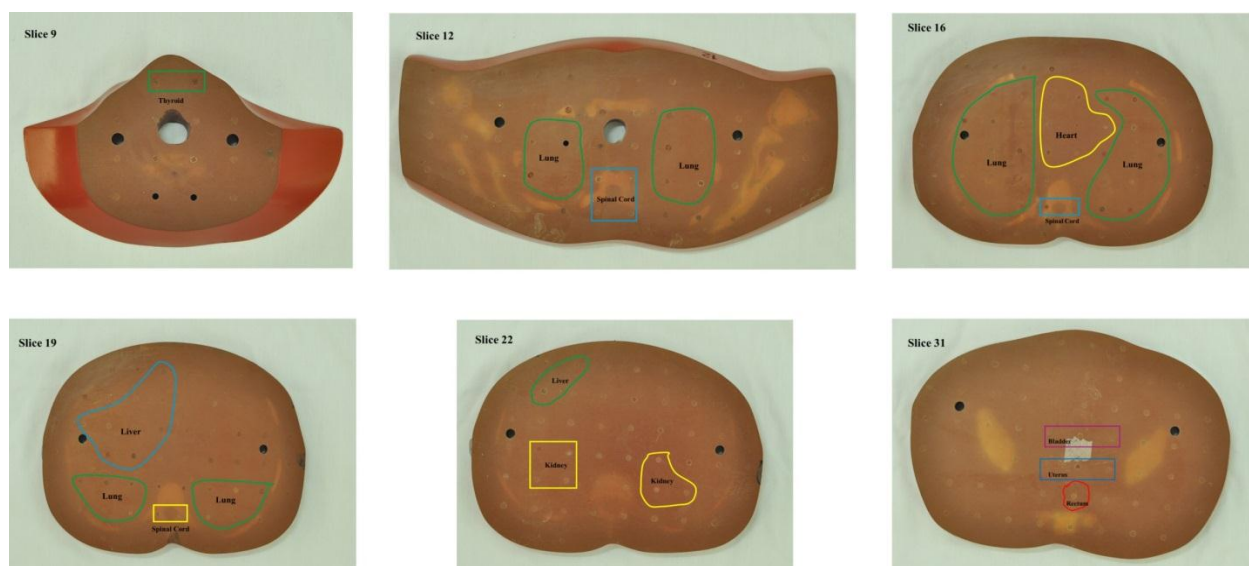 Slice 9
Thyroid
Slice 12
Lung
Lung
Spinal Cord
Slice 16
Heart
Lung
Lung
Spinal Cord
Slice 19
Liver
Lung
Lung
Spinal Cord
Slice 22
Liver
Kidney
Kidney
Slice 31
Bladder
Uterus
Rectum